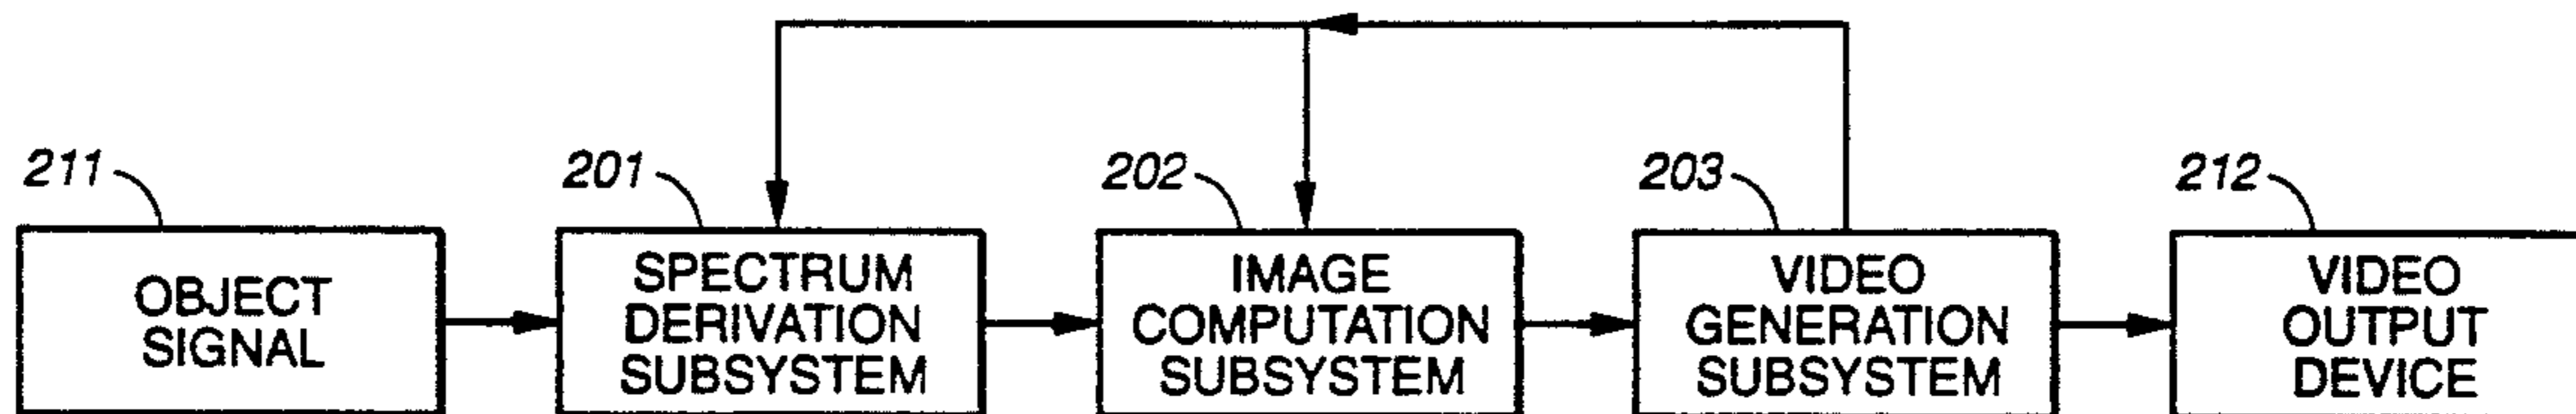 211
201
202
203
212
OBJECT
SIGNAL
SPECTRUM
DERIVATION
SUBSYSTEM
IMAGE
COMPUTATION
SUBSYSTEM
VIDEO
GENERATION
SUBSYSTEM
VIDEO
OUTPUT
DEVICE